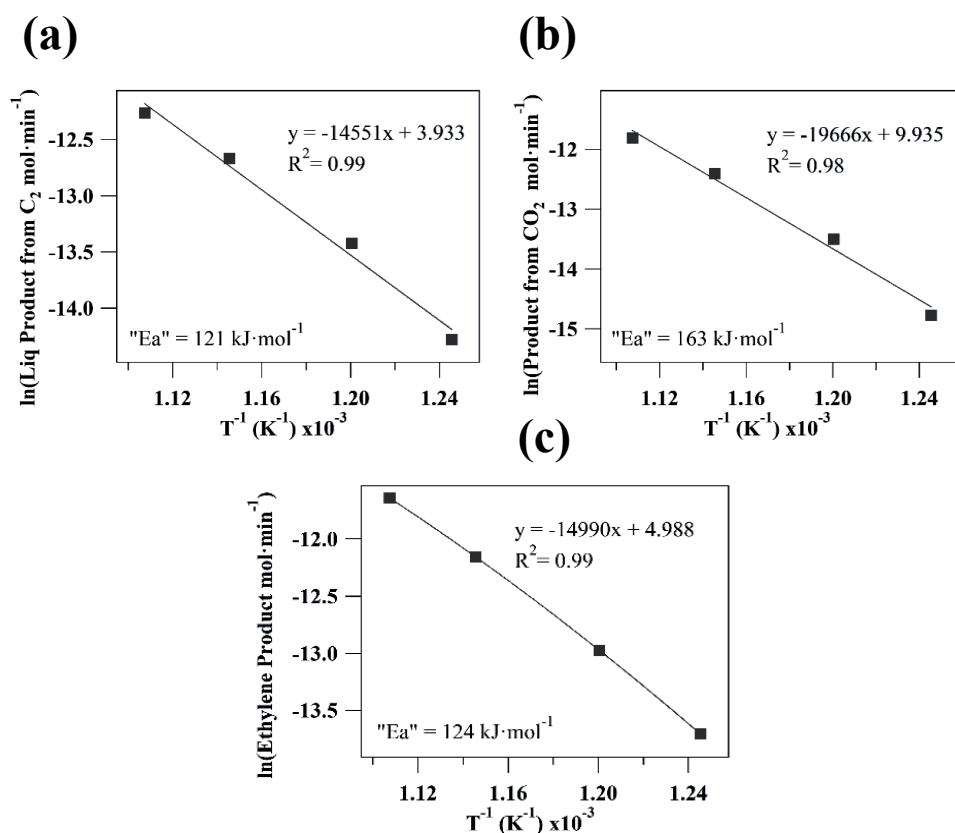 (a)
ln(Liq Product from C₂ mol·min⁻¹)
-12.5
-13.0
-13.5
-14.0
y = -14551x + 3.933
R² = 0.99
"Ea" = 121 kJ·mol⁻¹
1.12 1.16 1.20 1.24
T⁻¹ (K⁻¹) x10⁻³
(b)
ln(Product from CO₂ mol·min⁻¹)
-12
-13
-14
-15
y = -19666x + 9.935
R² = 0.98
"Ea" = 163 kJ·mol⁻¹
1.12 1.16 1.20 1.24
T⁻¹ (K⁻¹) x10⁻³
(c)
ln(Ethylene Product mol·min⁻¹)
-12.0
-12.5
-13.0
-13.5
y = -14990x + 4.988
R² = 0.99
"Ea" = 124 kJ·mol⁻¹
1.12 1.16 1.20 1.24
T⁻¹ (K⁻¹) x10⁻³